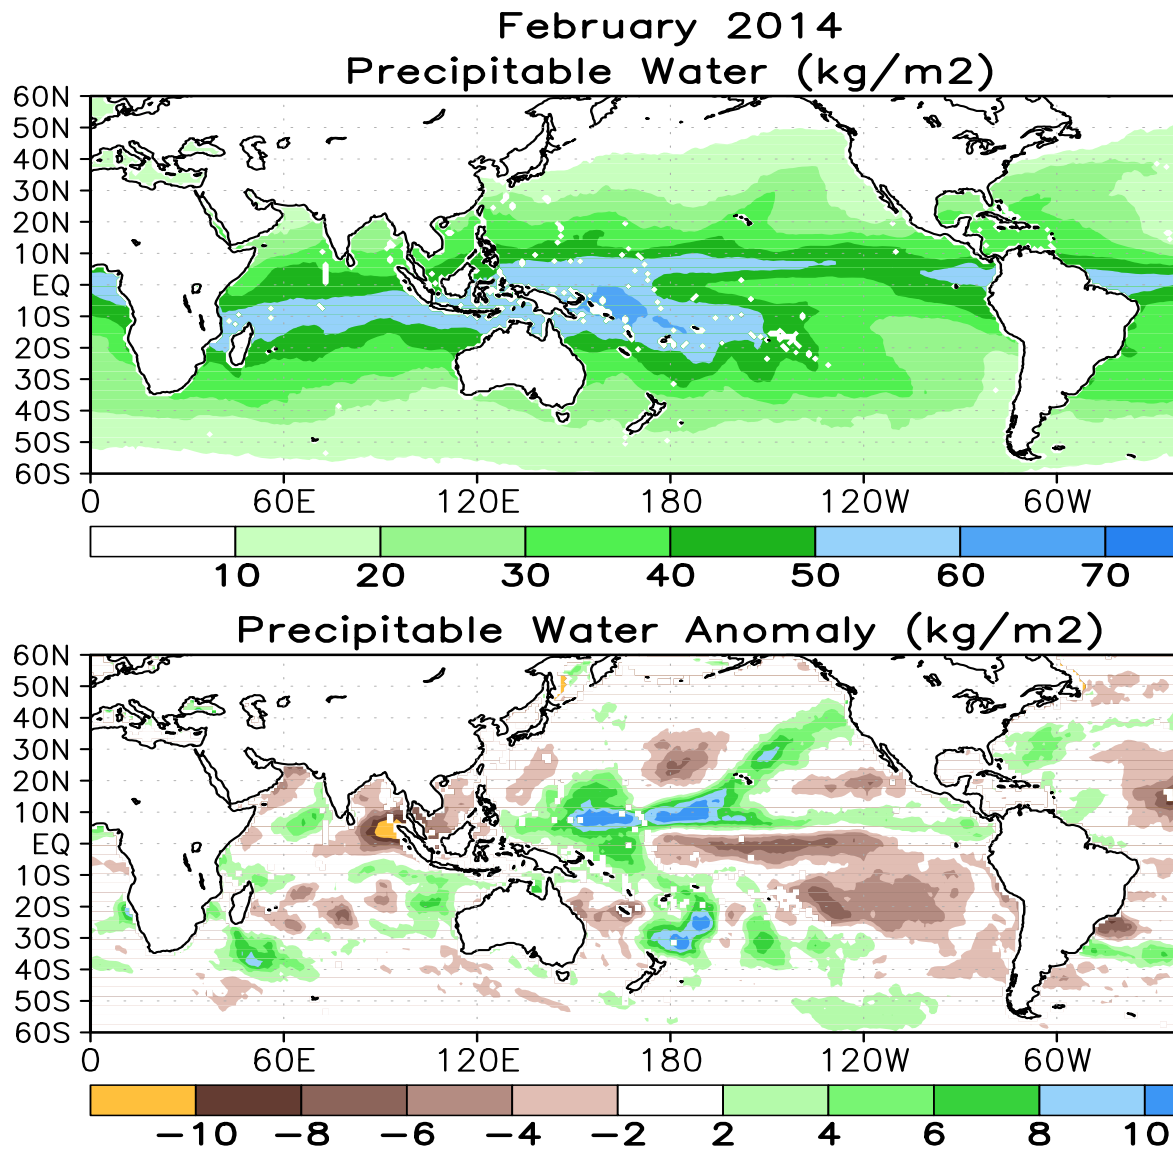 February 2014
Precipitable Water (kg/m2)
60N
50N
40N
30N
20N
10N
EQ
10S
20S
30S
40S
50S
60S
0 60E 120E 180 120W 60W
10 20 30 40 50 60 70
Precipitable Water Anomaly (kg/m2)
60N
50N
40N
30N
20N
10N
EQ
10S
20S
30S
40S
50S
60S
0 60E 120E 180 120W 60W
−10 −8 −6 −4 −2 2 4 6 8 10